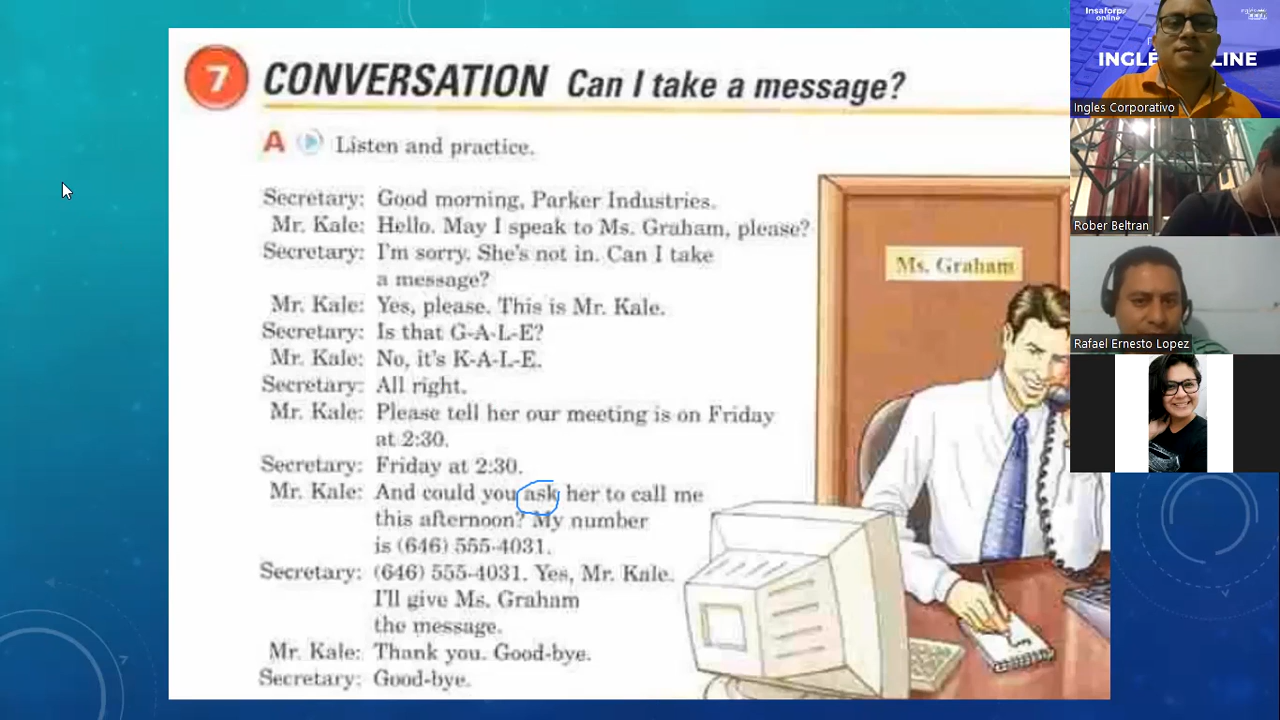 7 CONVERSATION Can I take a message?
A Listen and practice.
Secretary: Good morning, Parker Industries.
Mr. Kale: Hello. May I speak to Ms. Graham, please?
Secretary: I'm sorry. She's not in. Can I take
a message?
Mr. Kale: Yes, please. This is Mr. Kale.
Secretary: Is that G-A-L-E?
Mr. Kale: No, it's K-A-L-E.
Secretary: All right.
Mr. Kale: Please tell her our meeting is on Friday
at 2:30.
Secretary: Friday at 2:30.
Mr. Kale: And could you ask her to call me
this afternoon? My number
is (646) 555-4031.
Secretary: (646) 555-4031. Yes, Mr. Kale.
I'll give Ms. Graham
the message.
Mr. Kale: Thank you. Good-bye.
Secretary: Good-bye.
Ms. Graham
Insaforp
online
INGLE LINE
Ingles Corporativo
Rober Beltran
Rafael Ernesto Lopez